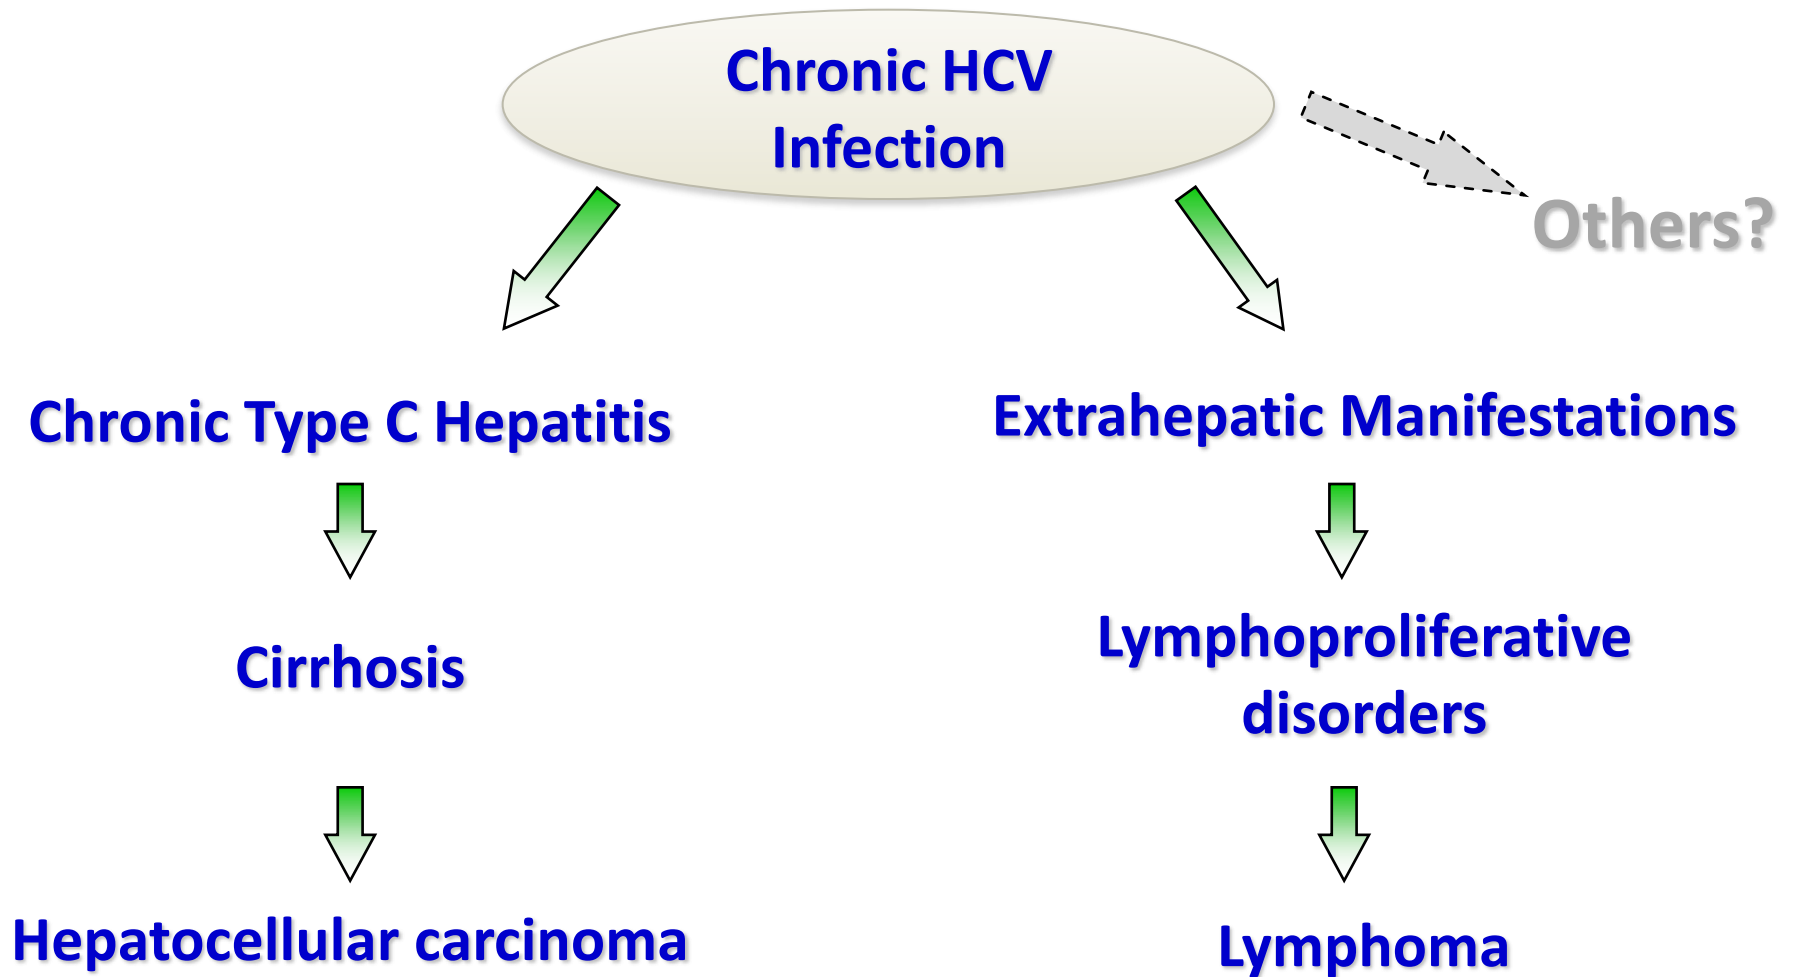 Chronic HCV
Infection
Others?
Chronic Type C Hepatitis
Extrahepatic Manifestations
Cirrhosis
Lymphoproliferative
disorders
Hepatocellular carcinoma
Lymphoma